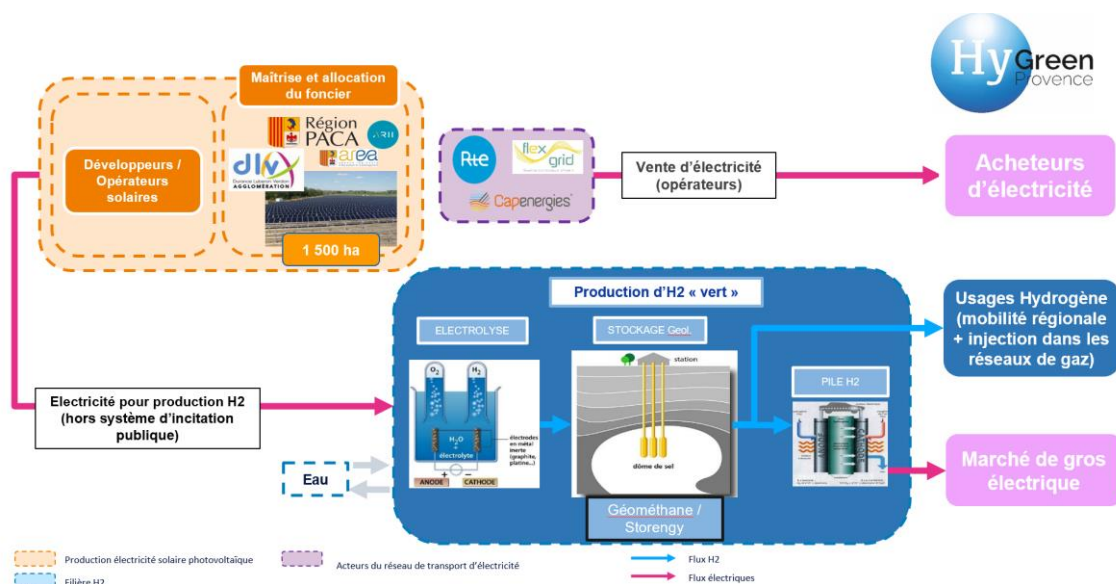 HyGreen
Provence
Maîtrise et allocation
du foncier
Région
PACA
area
dlv
AGGLOMÉRATION
1 500 ha
Développeurs /
Opérateurs
solaires
Rte
flex
grid
Capenergies
Vente d'électricité
(opérateurs)
Acheteurs
d'électricité
Production d'H2 « vert »
ELECTROLYSE
STOCKAGE Geol.
PILE H2
O2
H2
H2O
électrolyte
électrodes
en métal
inerte
(graphite,
platine...)
+
–
ANODE
CATHODE
station
dôme de sel
Géométhane /
Storengy
Usages Hydrogène
(mobilité régionale
+ injection dans les
réseaux de gaz)
Marché de gros
électrique
Electricité pour production H2
(hors système d'incitation
publique)
Eau
Production électricité solaire photovoltaïque
Filière H2
Acteurs du réseau de transport d'électricité
Flux H2
Flux électriques